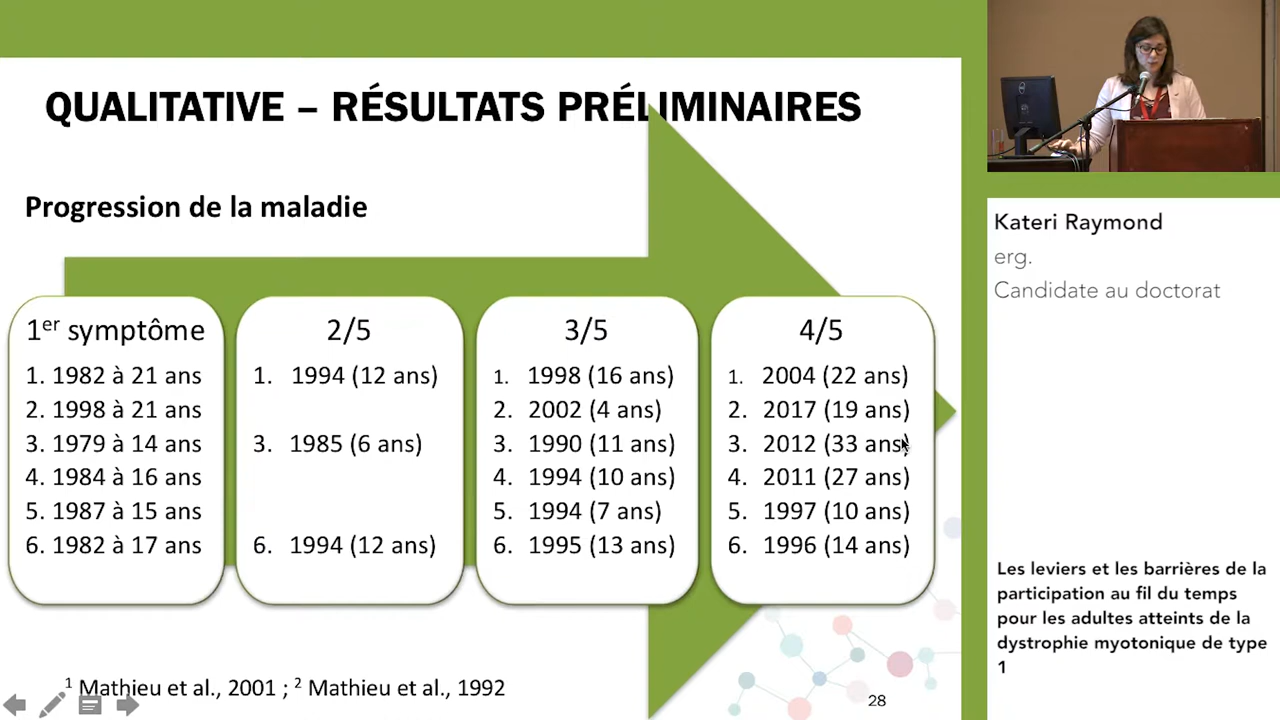 QUALITATIVE – RÉSULTATS PRÉLIMINAIRES
Progression de la maladie
1er symptôme
1. 1982 à 21 ans
2. 1998 à 21 ans
3. 1979 à 14 ans
4. 1984 à 16 ans
5. 1987 à 15 ans
6. 1982 à 17 ans
2/5
1. 1994 (12 ans)
3. 1985 (6 ans)
6. 1994 (12 ans)
3/5
1. 1998 (16 ans)
2. 2002 (4 ans)
3. 1990 (11 ans)
4. 1994 (10 ans)
5. 1994 (7 ans)
6. 1995 (13 ans)
4/5
1. 2004 (22 ans)
2. 2017 (19 ans)
3. 2012 (33 ans)
4. 2011 (27 ans)
5. 1997 (10 ans)
6. 1996 (14 ans)
1 Mathieu et al., 2001 ; 2 Mathieu et al., 1992
28
Kateri Raymond
erg.
Candidate au doctorat
Les leviers et les barrières de la
participation au fil du temps
pour les adultes atteints de la
dystrophie myotonique de type
1